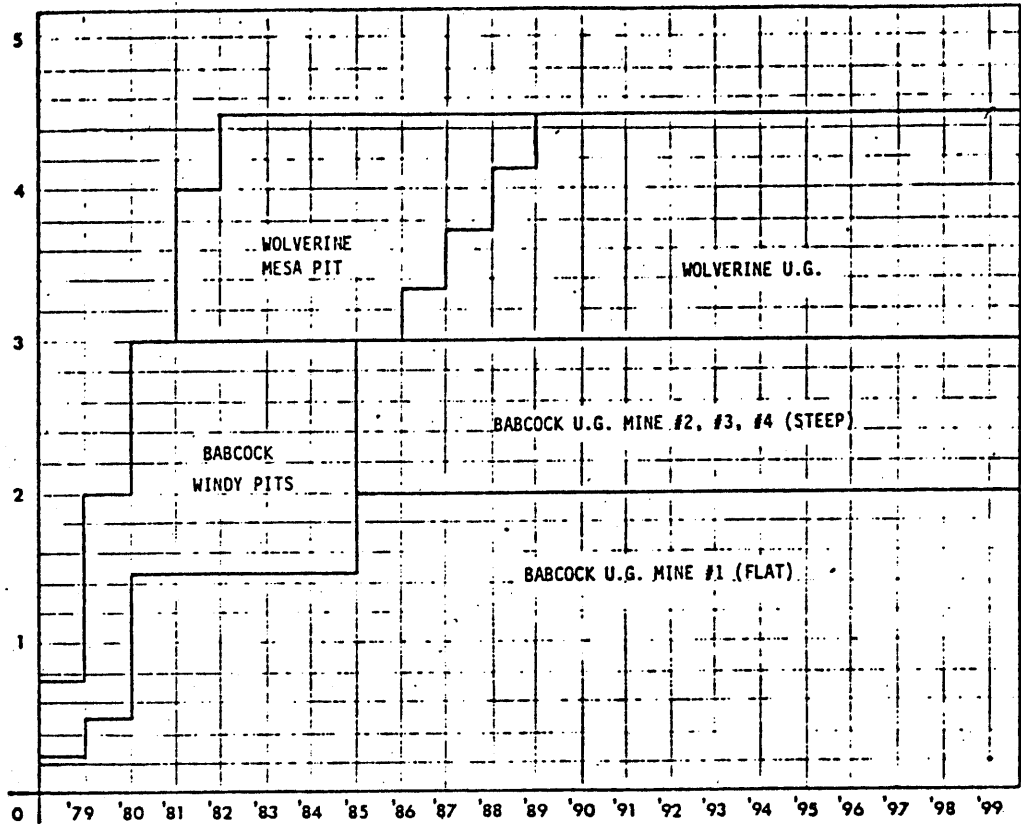 5
4
WOLVERINE
MESA PIT
WOLVERINE U.G.
3
BABCOCK U.G. MINE #2, #3, #4 (STEEP)
BABCOCK
WINDY PITS
2
BABCOCK U.G. MINE #1 (FLAT)
1
0 '79 '80 '81 '82 '83 '84 '85 '86 '87 '88 '89 '90 '91 '92 '93 '94 '95 '96 '97 '98 '99